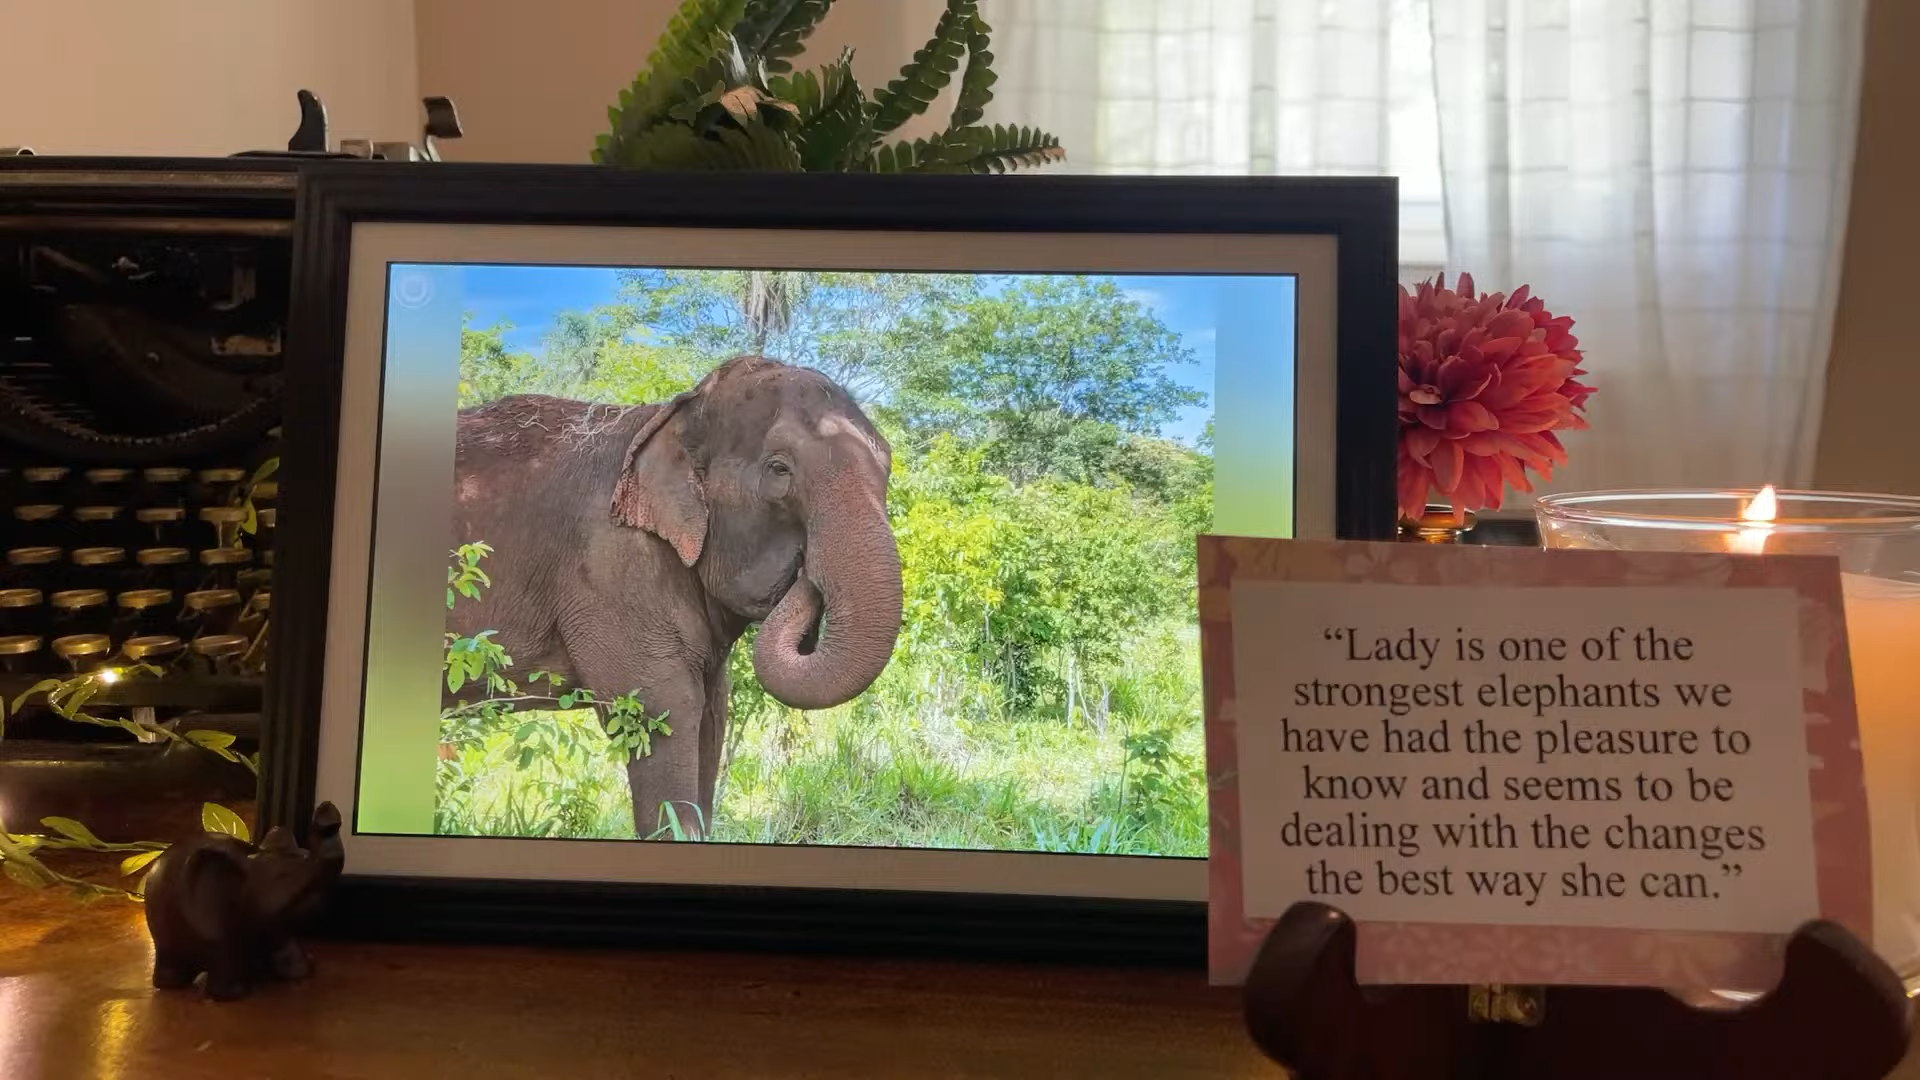 “Lady is one of the
strongest elephants we
have had the pleasure to
know and seems to be
dealing with the changes
the best way she can.”